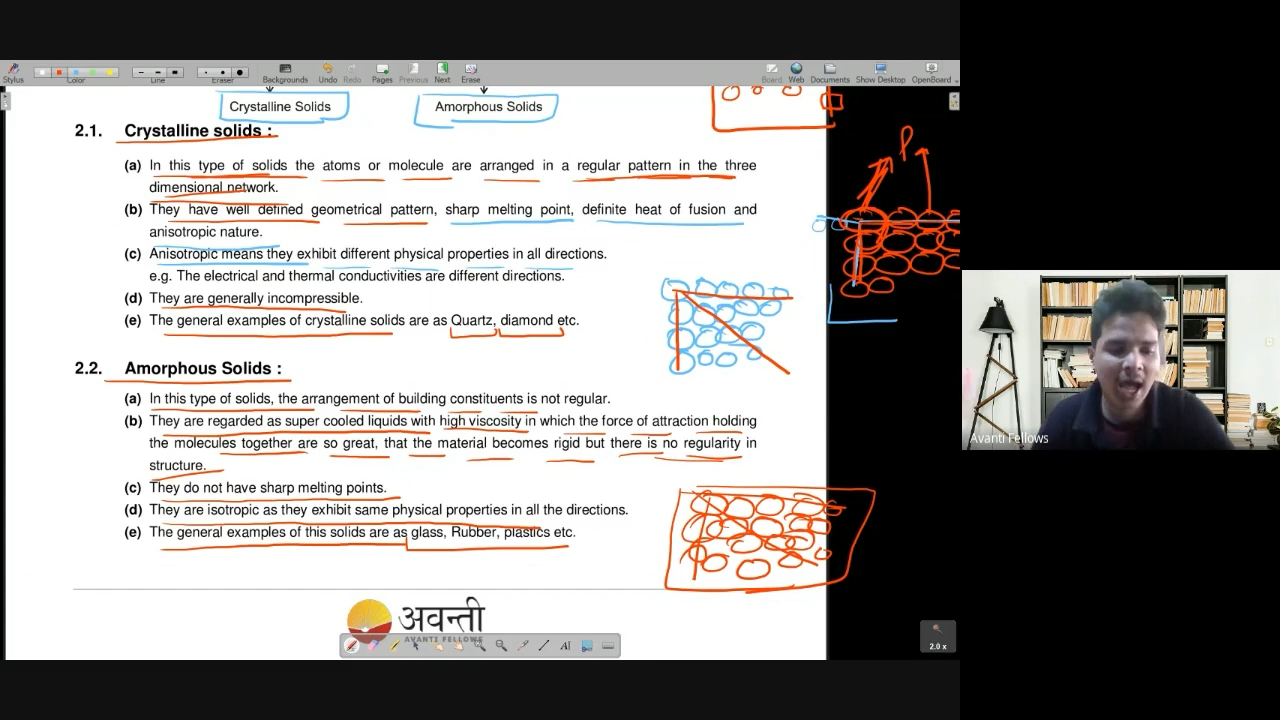 Stylus
Color
Line
Eraser
Backgrounds
Undo
Redo
Pages
Previous
Next
Erase
Board
Web
Documents
Show Desktop
OpenBoard
Crystalline Solids
Amorphous Solids
2.1. Crystalline solids :
(a) In this type of solids the atoms or molecule are arranged in a regular pattern in the three
dimensional network.
(b) They have well defined geometrical pattern, sharp melting point, definite heat of fusion and
anisotropic nature.
(c) Anisotropic means they exhibit different physical properties in all directions.
e.g. The electrical and thermal conductivities are different directions.
(d) They are generally incompressible.
(e) The general examples of crystalline solids are as Quartz, diamond etc.
2.2. Amorphous Solids :
(a) In this type of solids, the arrangement of building constituents is not regular.
(b) They are regarded as super cooled liquids with high viscosity in which the force of attraction holding
the molecules together are so great, that the material becomes rigid but there is no regularity in
structure.
(c) They do not have sharp melting points.
(d) They are isotropic as they exhibit same physical properties in all the directions.
(e) The general examples of this solids are as glass, Rubber, plastics etc.
अवन्ती
AVANTI FELLOWS
2.0 x
Avanti Fellows